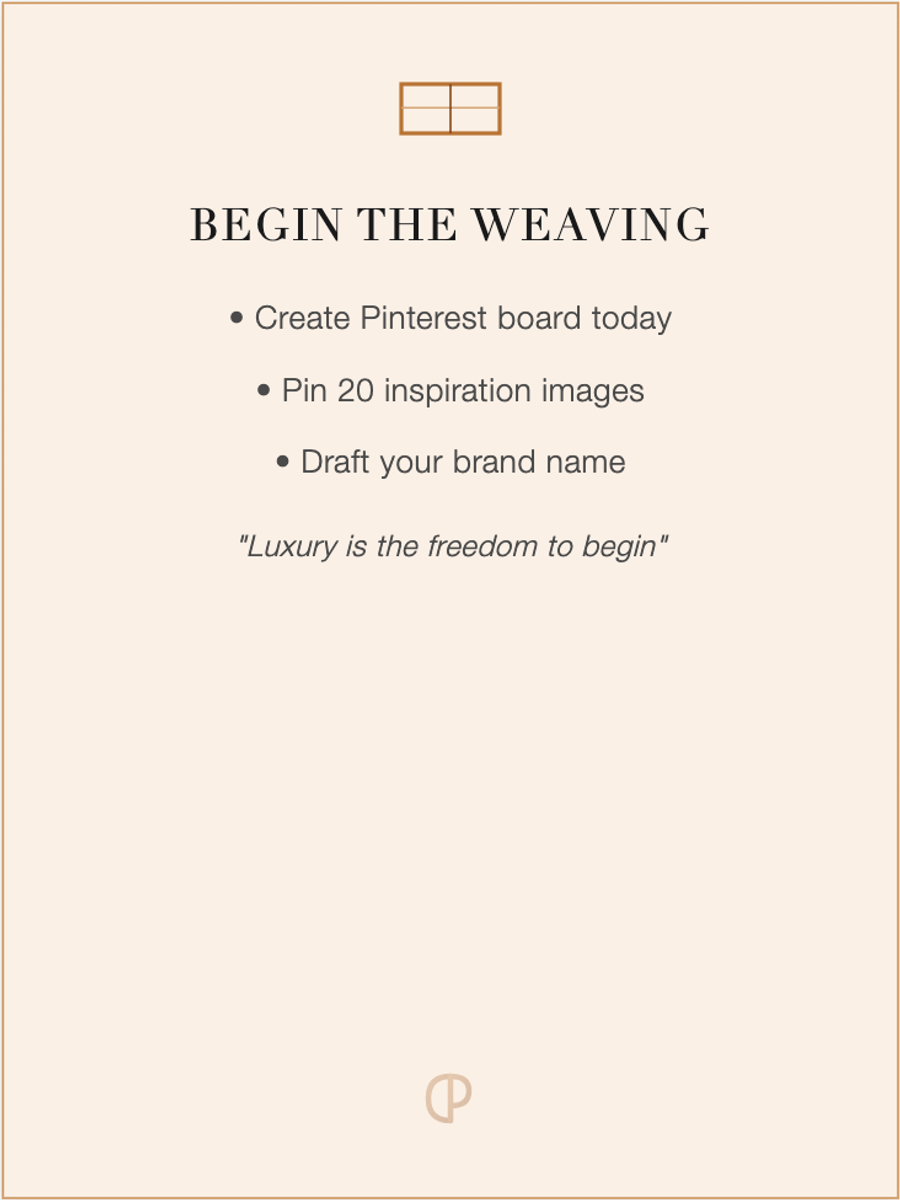 BEGIN THE WEAVING
• Create Pinterest board today
• Pin 20 inspiration images
• Draft your brand name
"Luxury is the freedom to begin"